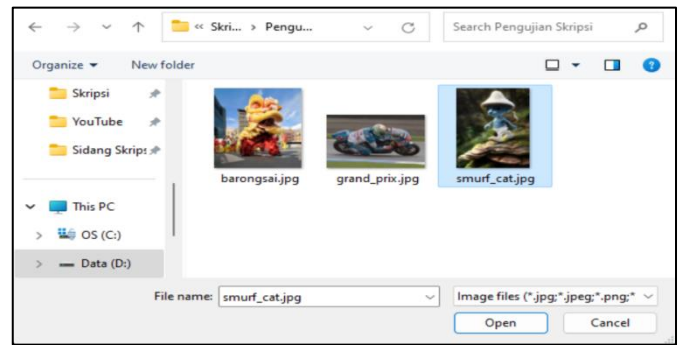 « Skri... > Pengu...
Search Pengujian Skripsi
Organize
New folder
Skripsi
YouTube
Sidang Skrips
This PC
OS (C:)
Data (D:)
barongsai.jpg
grand_prix.jpg
smurf_cat.jpg
File name: smurf_cat.jpg
Image files (*.jpg;*.jpeg;*.png;*
Open
Cancel